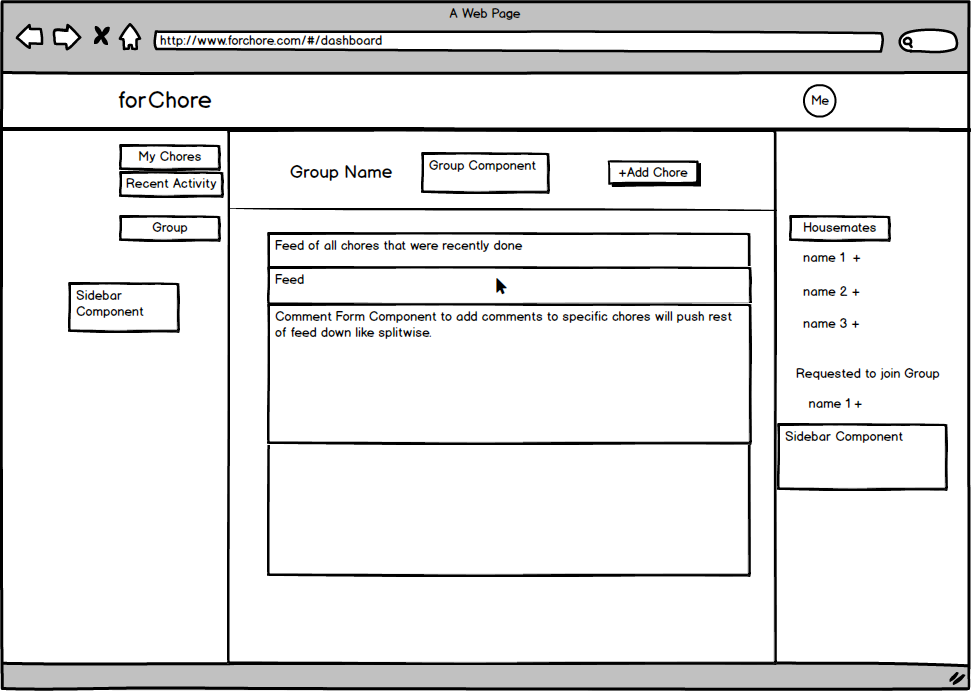 A Web Page
http://www.forchore.com/#/dashboard
forChore
Me
My Chores
Recent Activity
Group
Sidebar
Component
Group Name
Group Component
+Add Chore
Feed of all chores that were recently done
Feed
Comment Form Component to add comments to specific chores will push rest
of feed down like splitwise.
Housemates
name 1 +
name 2 +
name 3 +
Requested to join Group
name 1 +
Sidebar Component